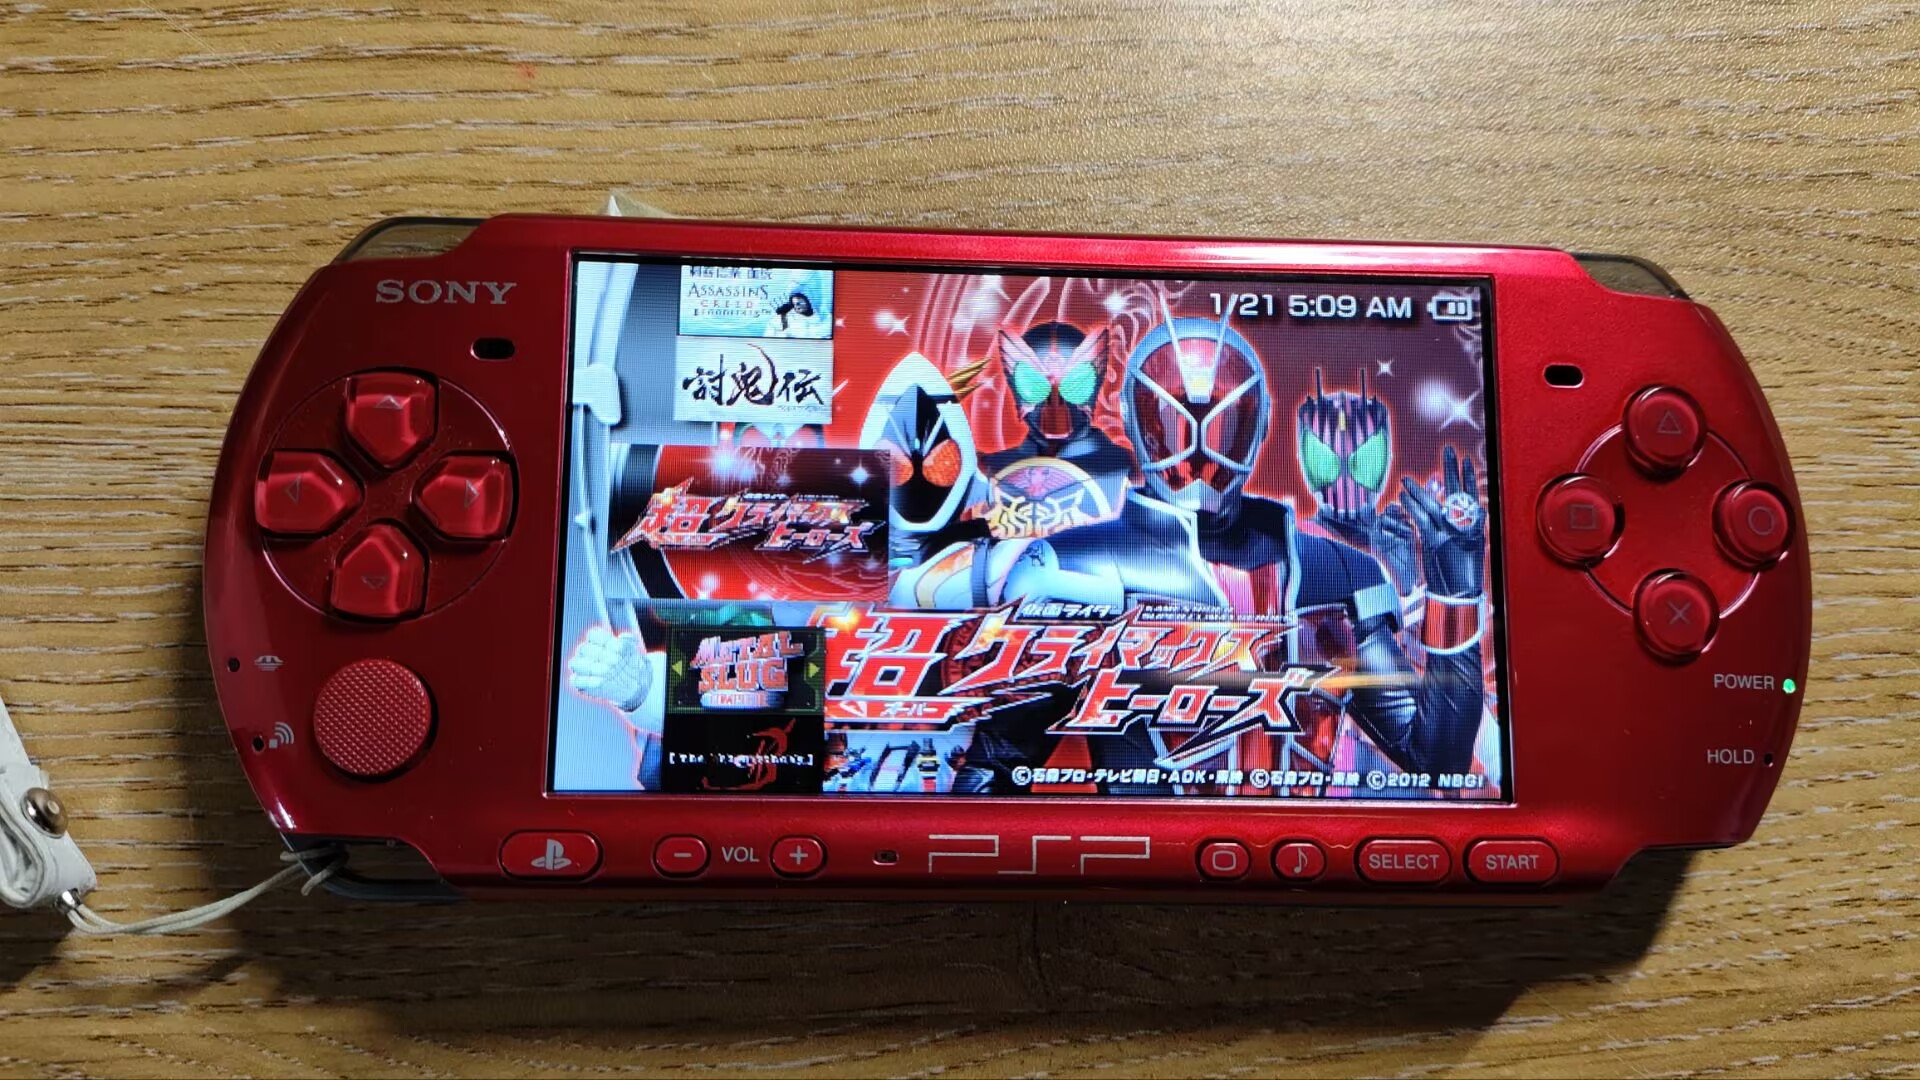 SONY
ASSASSIN'S
CREED
BLOODLINES
1/21 5:09 AM
討鬼伝
超クライマックス
ヒーローズ
仮面ライダー
超クライマックス
スーパー
ヒーローズ
METAL
SLUG
COMPLETE
©石森プロ・テレビ朝日・ADK・東映 ©石森プロ・東映 ©2012 NBGI
POWER
HOLD
VOL
PSP
SELECT
START